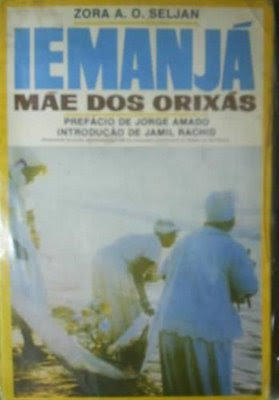 ZORA A. O. SELJAN
IEMANJÁ
MÃE DOS ORIXÁS
PREFÁCIO DE JORGE AMADO
INTRODUÇÃO DE JAMIL RACHID